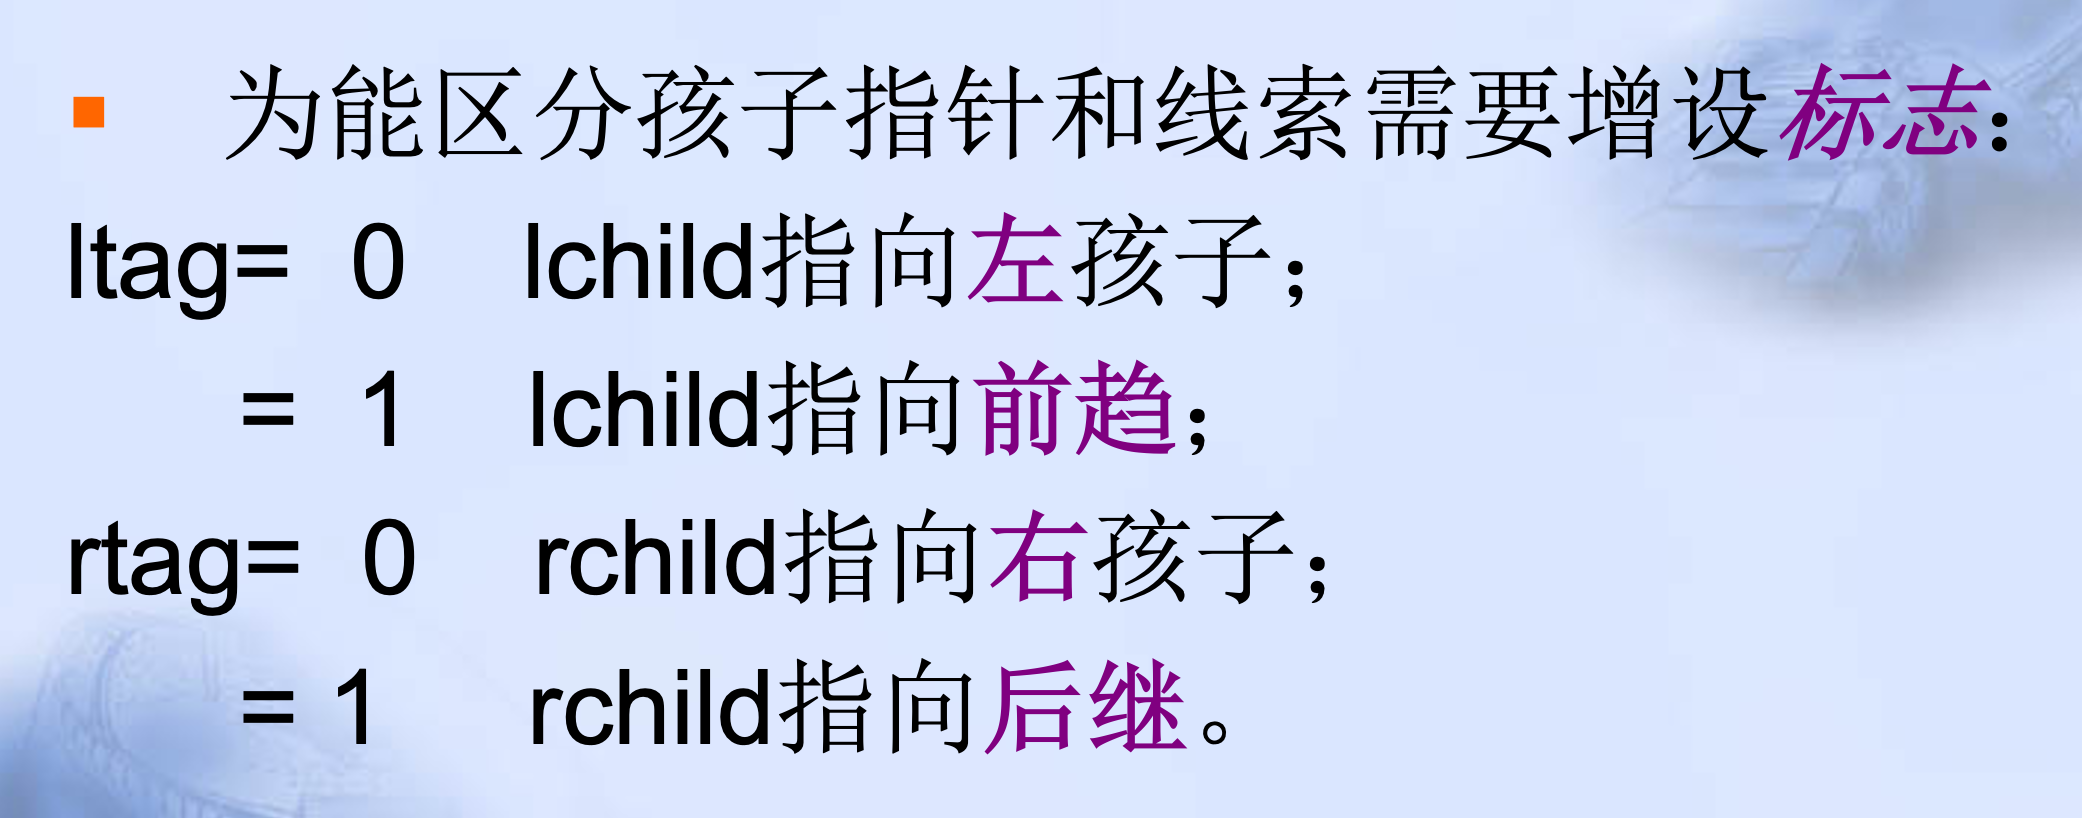 为能区分孩子指针和线索需要增设标志：
ltag= 0 lchild指向左孩子；
= 1 lchild指向前趋；
rtag= 0 rchild指向右孩子；
= 1 rchild指向后继。